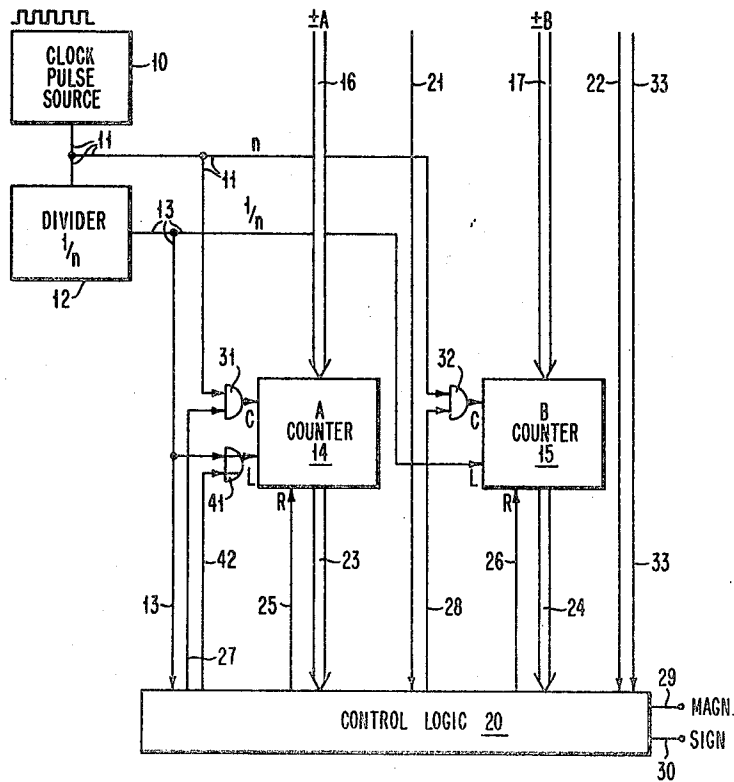 ±A
±B
CLOCK
PULSE
SOURCE
10
16
21
17
22
33
11
n
11
DIVIDER
1/n
13
1/n
12
31
32
C
C
A
COUNTER
14
B
COUNTER
15
L
L
41
R
R
42
23
26
33
13
27
25
28
24
29
MAGN.
CONTROL LOGIC 20
SIGN
30